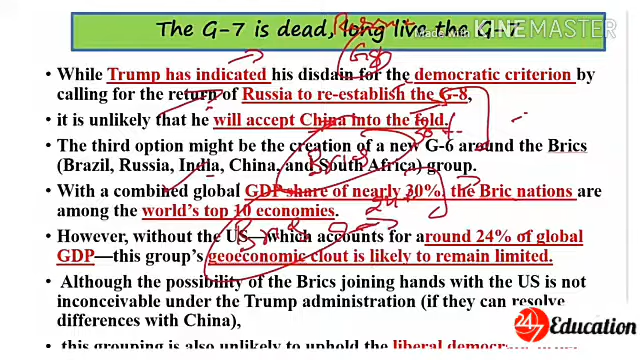 The G-7 is dead, long live the G-7
Made with KINEMASTER
While Trump has indicated his disdain for the democratic criterion by
calling for the return of Russia to re-establish the G-8,
it is unlikely that he will accept China into the fold.
The third option might be the creation of a new G-6 around the Brics
(Brazil, Russia, India, China, and South Africa) group.
With a combined global GDP share of nearly 30%, the Bric nations are
among the world's top 10 economies.
However, without the US—which accounts for around 24% of global
GDP—this group's geoeconomic clout is likely to remain limited.
Although the possibility of the Brics joining hands with the US is not
inconceivable under the Trump administration (if they can resolve
differences with China),
this grouping is also unlikely to uphold the liberal democratic
24/7 Education